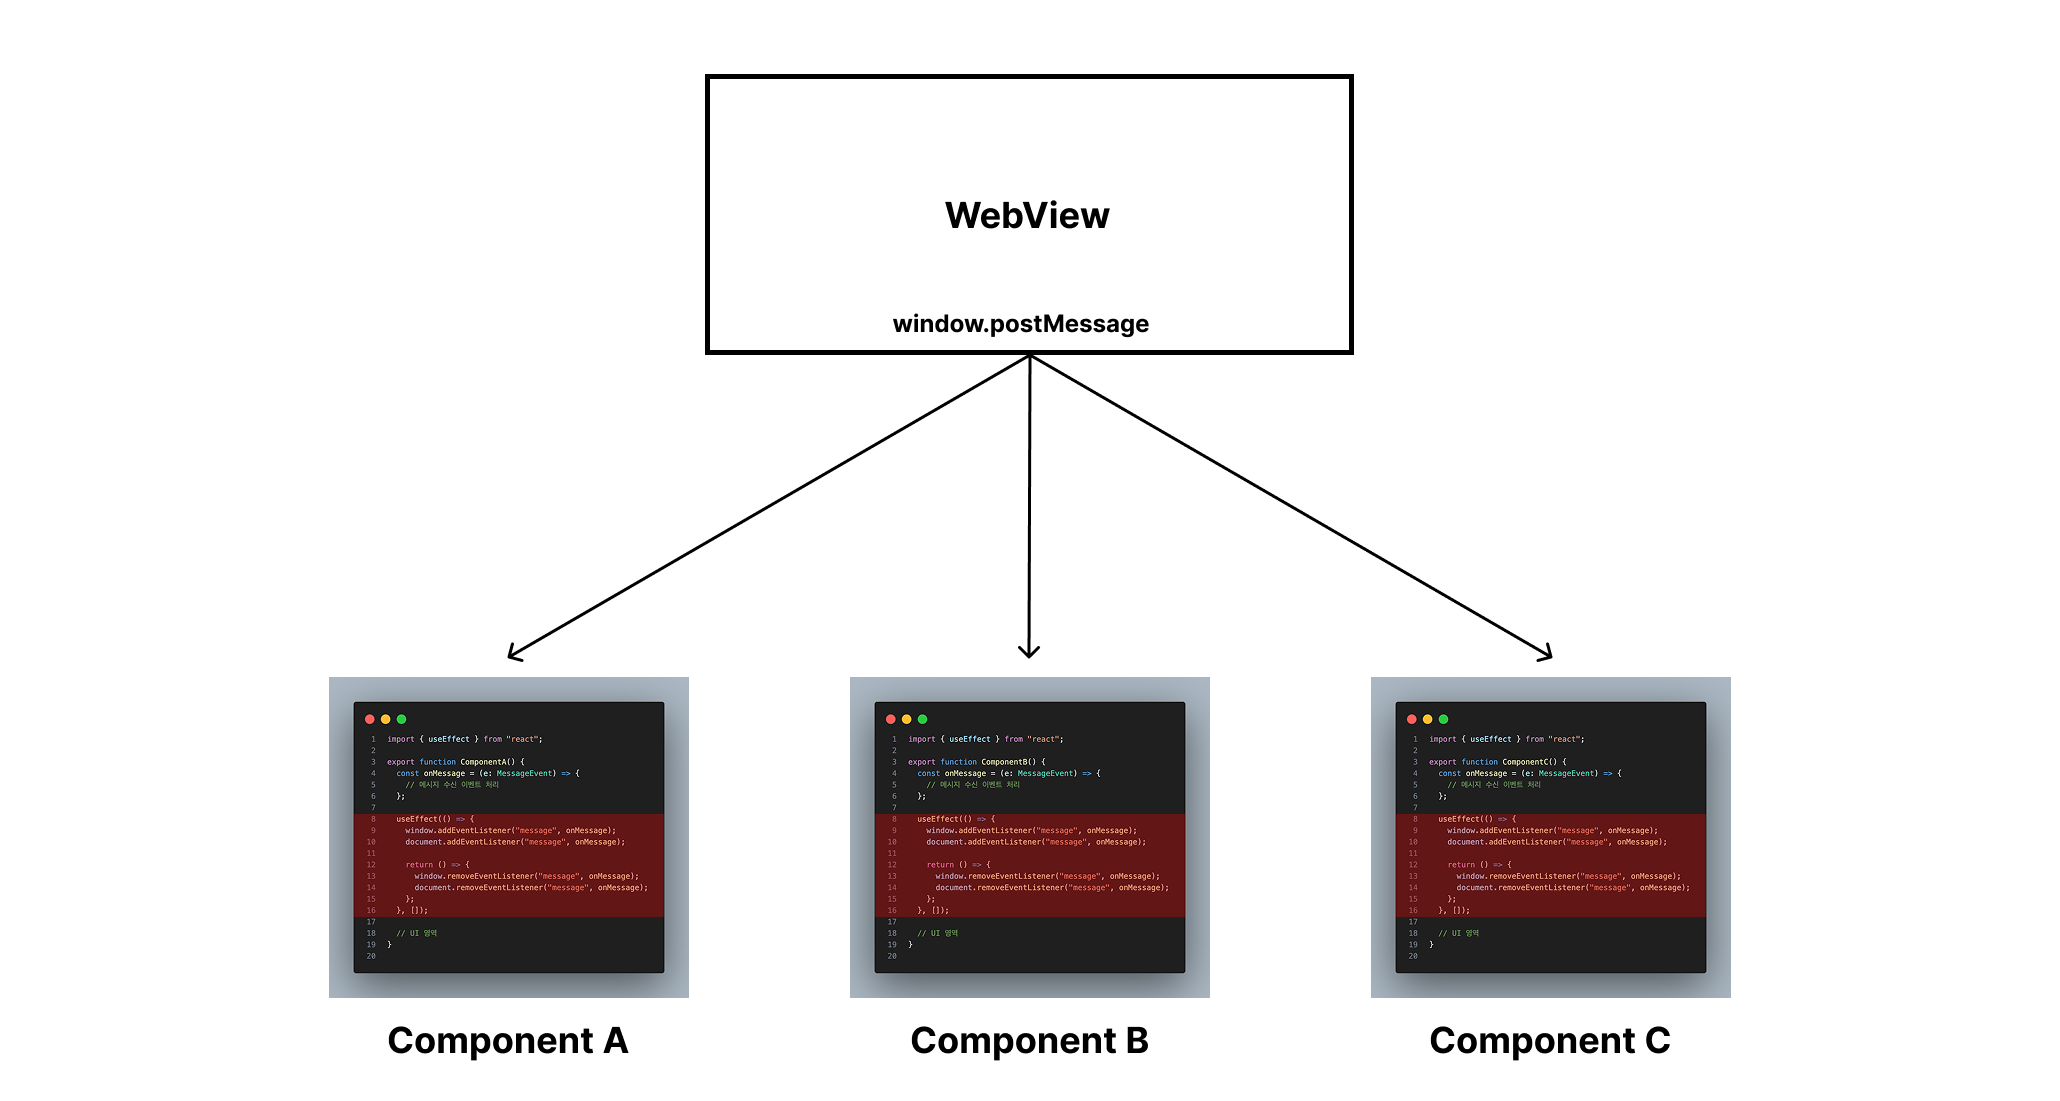 WebView
window.postMessage
1 import { useEffect } from "react";
2
3 export function ComponentA() {
4 const onMessage = (e: MessageEvent) => {
5 // 메시지 수신 이벤트 처리
6 };
7
8 useEffect(() => {
9 window.addEventListener("message", onMessage);
10 document.addEventListener("message", onMessage);
11
12 return () => {
13 window.removeEventListener("message", onMessage);
14 document.removeEventListener("message", onMessage);
15 };
16 }, []);
17
18 // UI 영역
19 }
20
Component A
1 import { useEffect } from "react";
2
3 export function ComponentB() {
4 const onMessage = (e: MessageEvent) => {
5 // 메시지 수신 이벤트 처리
6 };
7
8 useEffect(() => {
9 window.addEventListener("message", onMessage);
10 document.addEventListener("message", onMessage);
11
12 return () => {
13 window.removeEventListener("message", onMessage);
14 document.removeEventListener("message", onMessage);
15 };
16 }, []);
17
18 // UI 영역
19 }
20
Component B
1 import { useEffect } from "react";
2
3 export function ComponentC() {
4 const onMessage = (e: MessageEvent) => {
5 // 메시지 수신 이벤트 처리
6 };
7
8 useEffect(() => {
9 window.addEventListener("message", onMessage);
10 document.addEventListener("message", onMessage);
11
12 return () => {
13 window.removeEventListener("message", onMessage);
14 document.removeEventListener("message", onMessage);
15 };
16 }, []);
17
18 // UI 영역
19 }
20
Component C